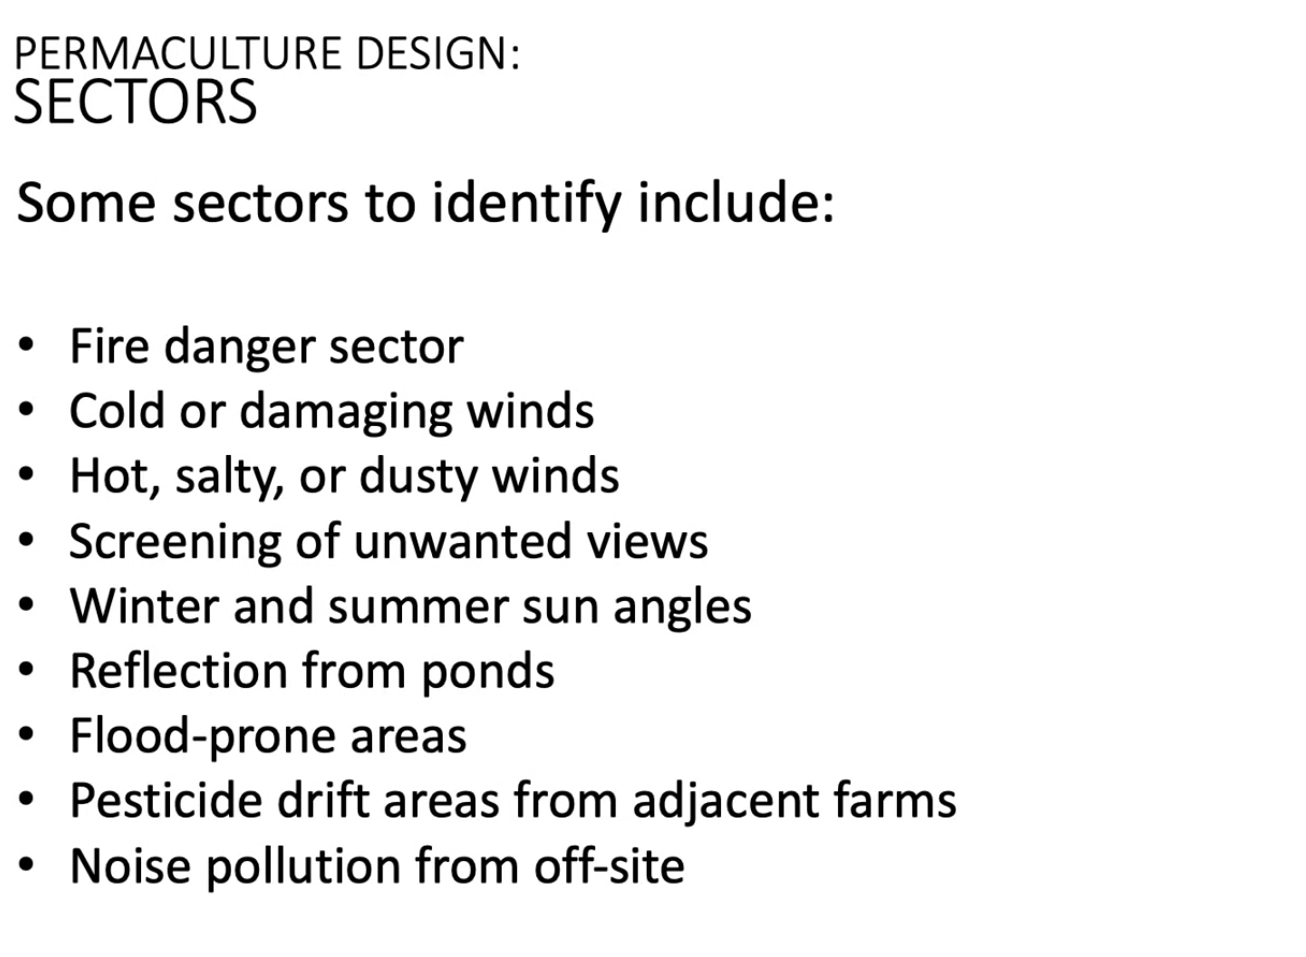 PERMACULTURE DESIGN:
SECTORS
Some sectors to identify include:
• Fire danger sector
• Cold or damaging winds
• Hot, salty, or dusty winds
• Screening of unwanted views
• Winter and summer sun angles
• Reflection from ponds
• Flood-prone areas
• Pesticide drift areas from adjacent farms
• Noise pollution from off-site